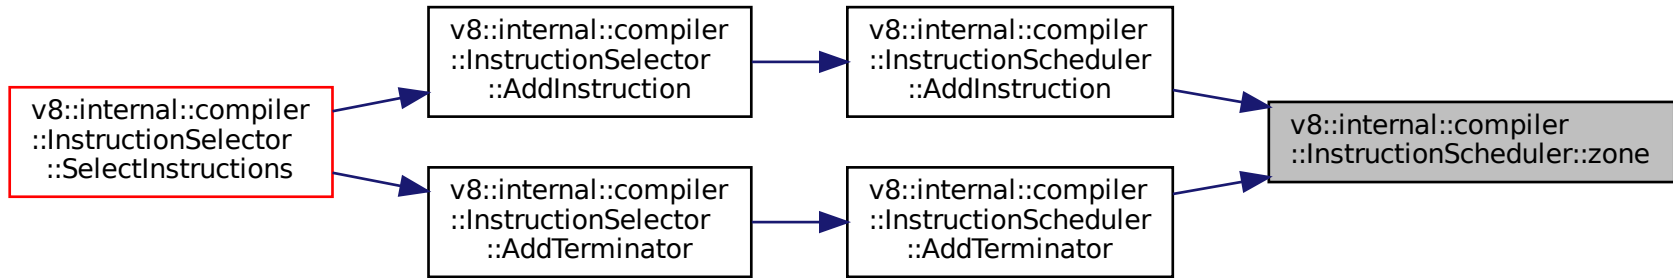 v8::internal::compiler
::InstructionSelector
::SelectInstructions
v8::internal::compiler
::InstructionSelector
::AddInstruction
v8::internal::compiler
::InstructionScheduler
::AddInstruction
v8::internal::compiler
::InstructionSelector
::AddTerminator
v8::internal::compiler
::InstructionScheduler
::AddTerminator
v8::internal::compiler
::InstructionScheduler::zone